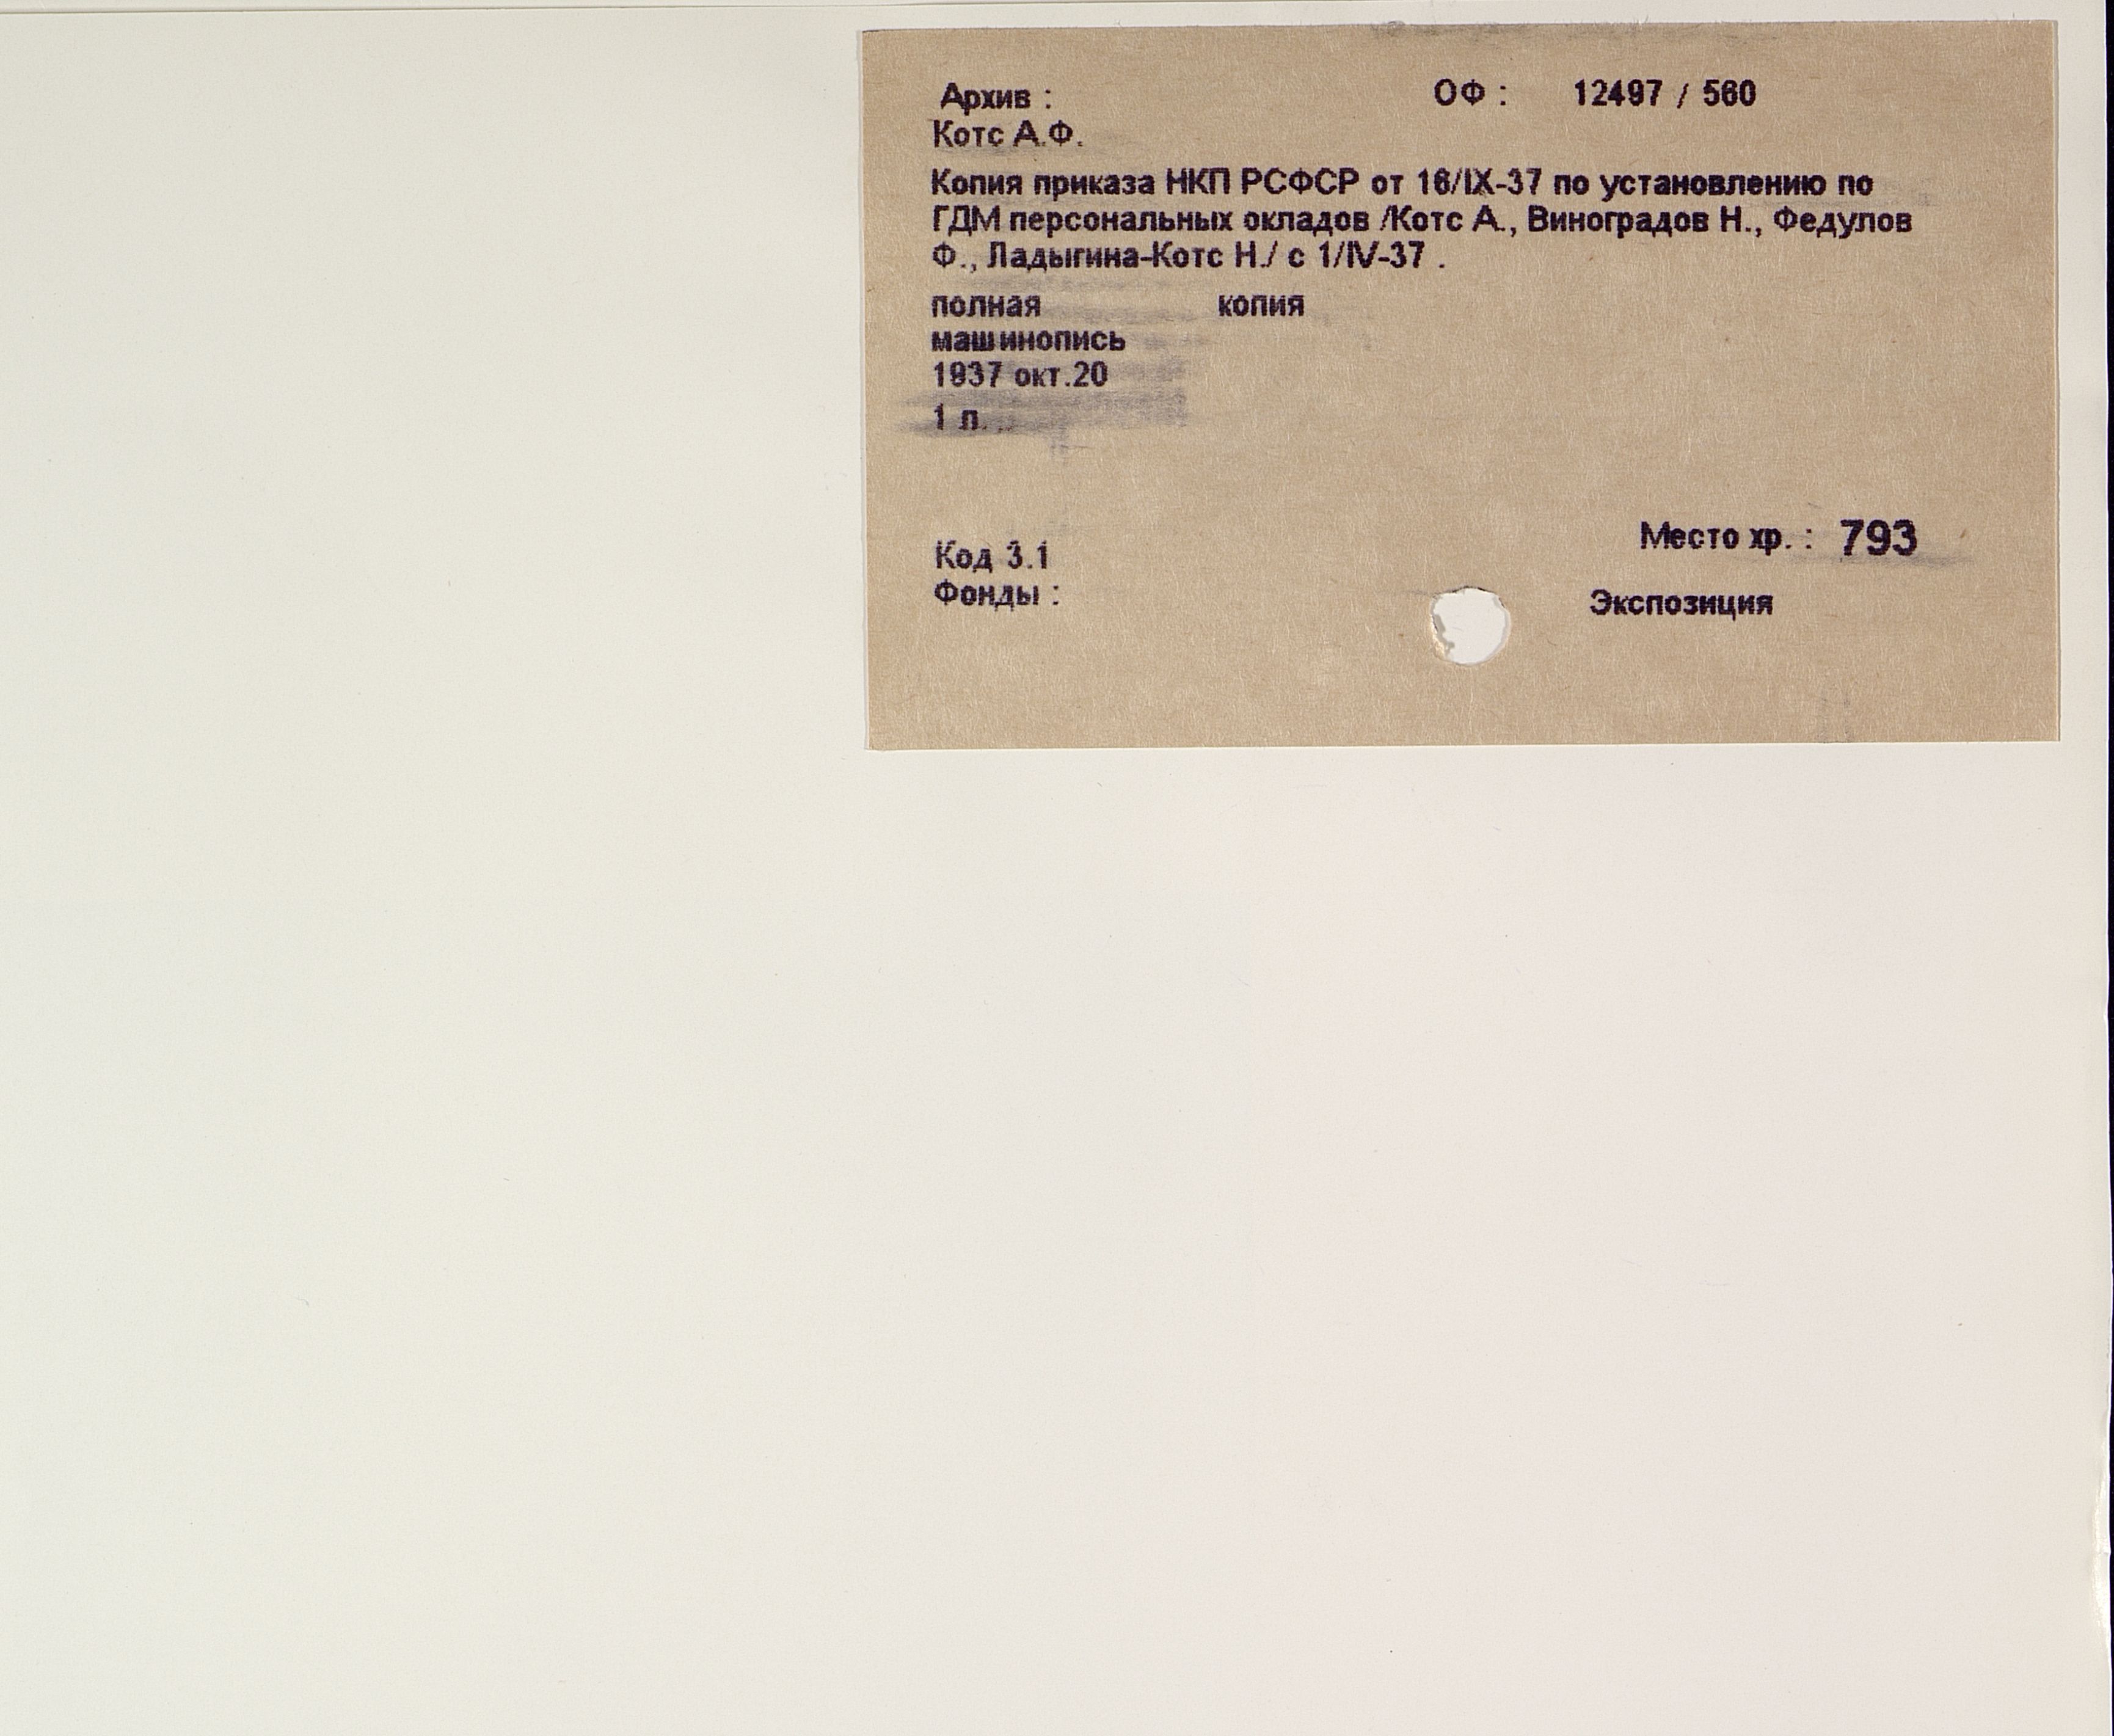 Архив :
ОФ : 12497 / 560
Котс А.Ф.
Копия приказа НКП РСФСР от 16/IX-37 по установлению по
ГДМ персональных окладов /Котс А., Виноградов Н., Федулов
Ф., Ладыгина-Котс Н./ с 1/IV-37 .
полная копия
машинопись
1937 окт.20
1 л.
Место хр. : 793
Код 3.1
Фонды :
Экспозиция